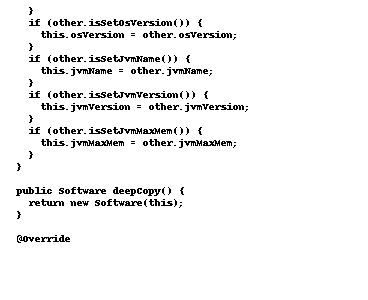 }
if (other.isSetOsVersion()) {
this.osVersion = other.osVersion;
}
if (other.isSetJvmName()) {
this.jvmName = other.jvmName;
}
if (other.isSetJvmVersion()) {
this.jvmVersion = other.jvmVersion;
}
if (other.isSetJvmMaxMem()) {
this.jvmMaxMem = other.jvmMaxMem;
}
}
public Software deepCopy() {
return new Software(this);
}
@Override